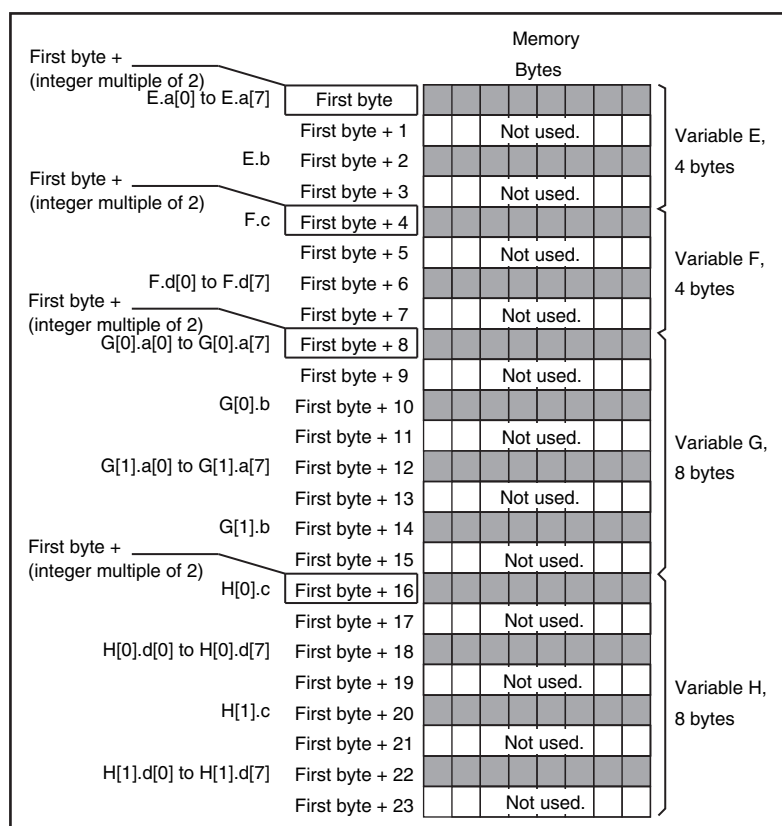 Memory
Bytes
First byte +
(integer multiple of 2)
E.a[0] to E.a[7] First byte
First byte + 1 Not used.
E.b First byte + 2
First byte + 3 Not used.
Variable E,
4 bytes
First byte +
(integer multiple of 2)
F.c First byte + 4
First byte + 5 Not used.
F.d[0] to F.d[7] First byte + 6
First byte + 7 Not used.
Variable F,
4 bytes
First byte +
(integer multiple of 2)
G[0].a[0] to G[0].a[7] First byte + 8
First byte + 9 Not used.
G[0].b First byte + 10
First byte + 11 Not used.
G[1].a[0] to G[1].a[7] First byte + 12
First byte + 13 Not used.
G[1].b First byte + 14
First byte + 15 Not used.
Variable G,
8 bytes
First byte +
(integer multiple of 2)
H[0].c First byte + 16
First byte + 17 Not used.
H[0].d[0] to H[0].d[7] First byte + 18
First byte + 19 Not used.
H[1].c First byte + 20
First byte + 21 Not used.
H[1].d[0] to H[1].d[7] First byte + 22
First byte + 23 Not used.
Variable H,
8 bytes